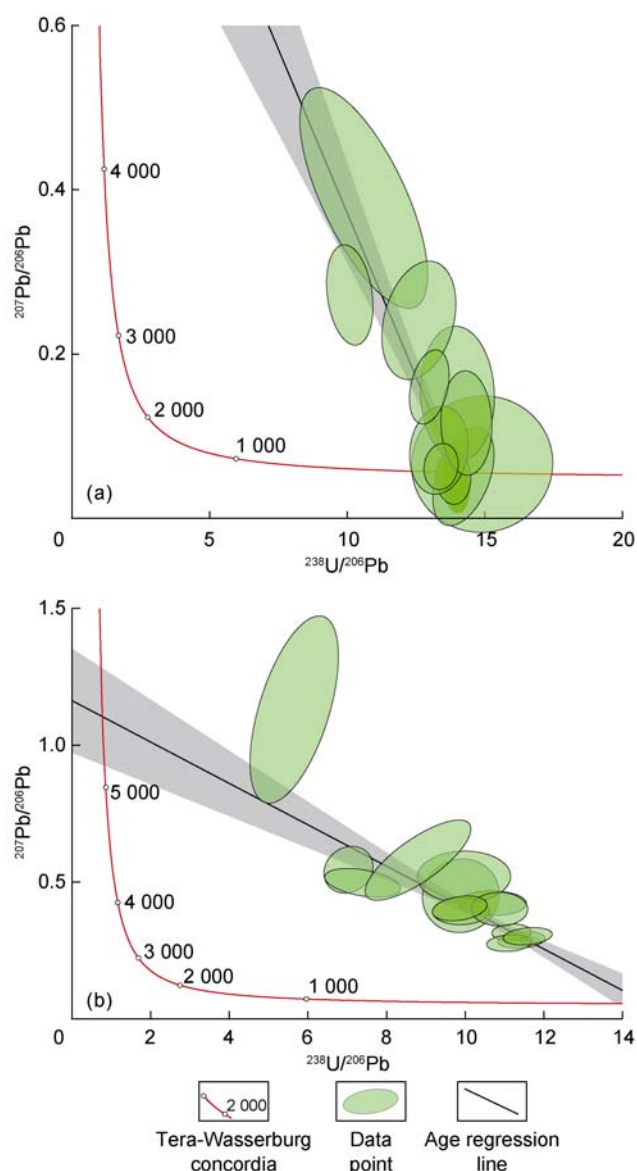 0.6
4 000
0.4
²⁰⁷Pb/²⁰⁶Pb
3 000
0.2
2 000
1 000
(a)
0
5
10
15
20
²³⁸U/²⁰⁶Pb
1.5
1.0
5 000
²⁰⁷Pb/²⁰⁶Pb
0.5
4 000
3 000
2 000
1 000
(b)
0
2
4
6
8
10
12
14
²³⁸U/²⁰⁶Pb
2 000
Tera-Wasserburg
concordia
Data
point
Age regression
line